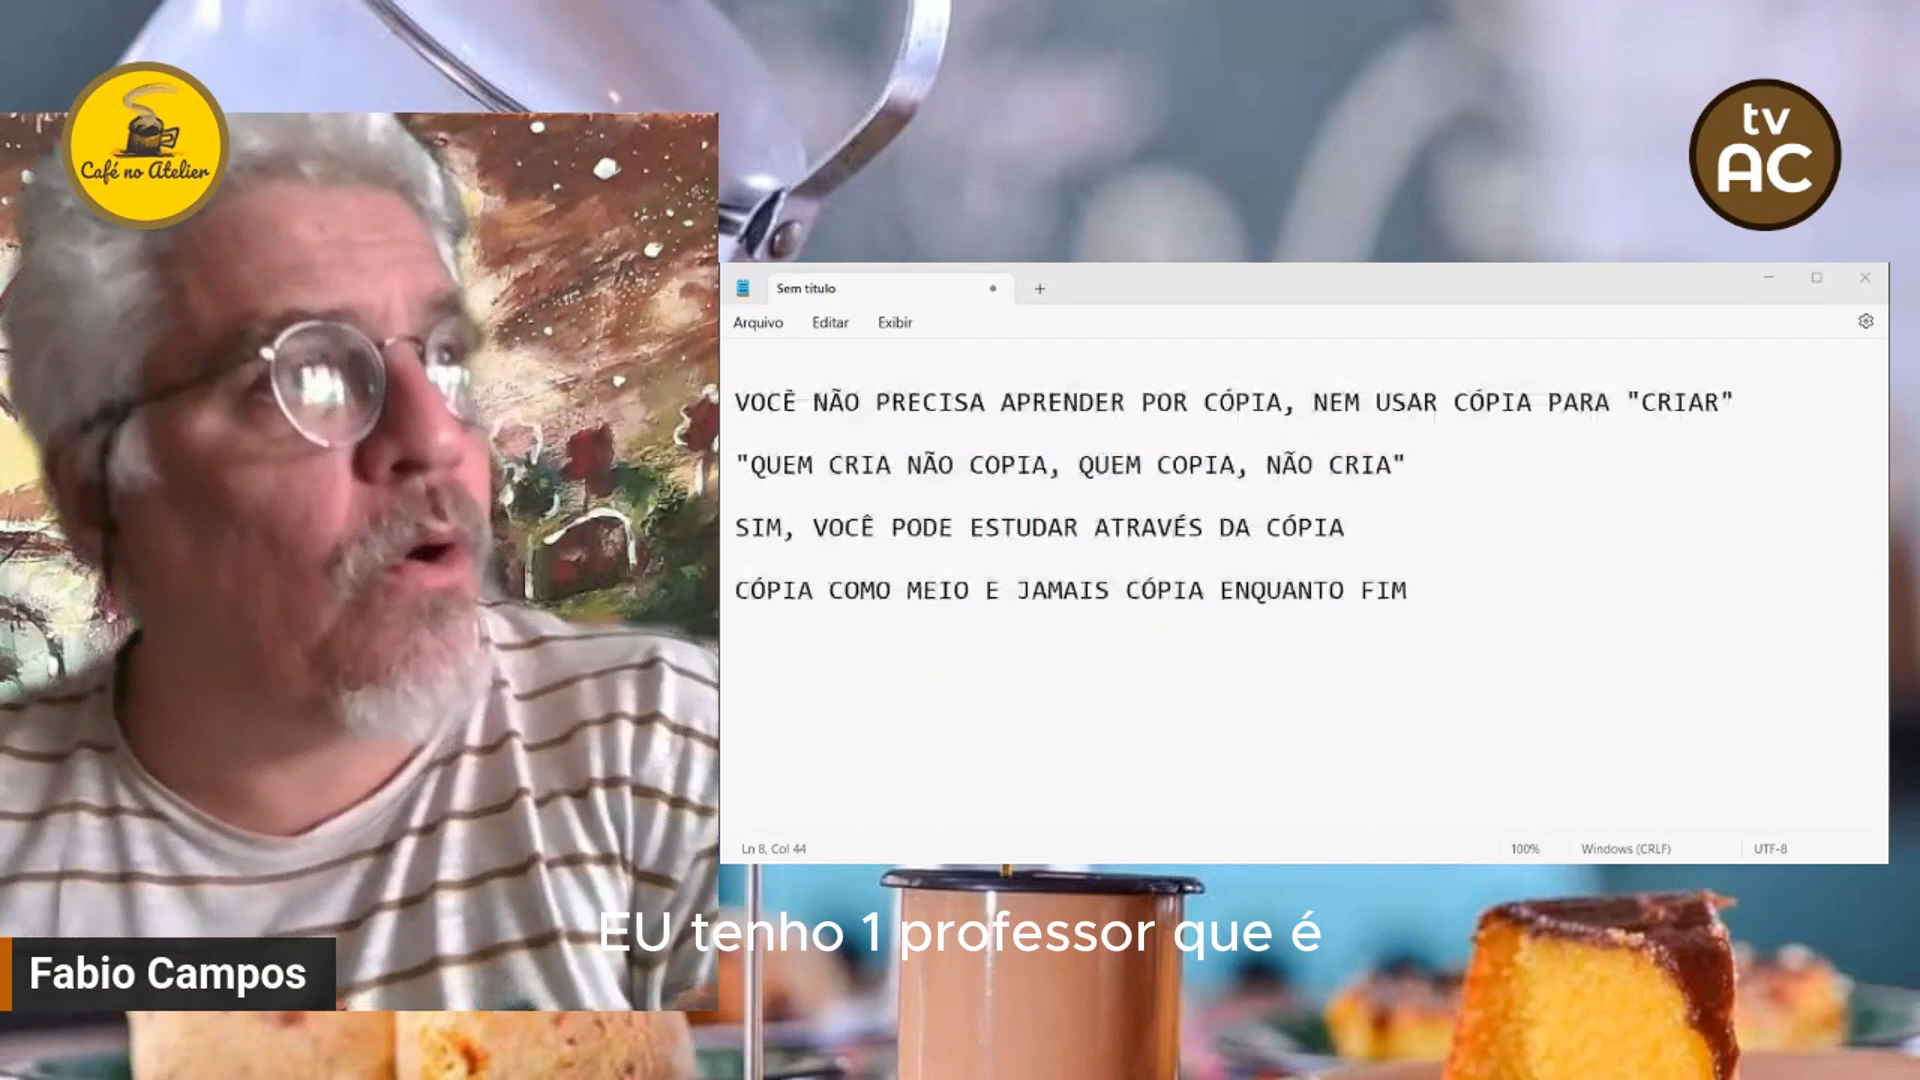 Café no Atelier
tv
AC
Sem título
Arquivo Editar Exibir
VOCÊ NÃO PRECISA APRENDER POR CÓPIA, NEM USAR CÓPIA PARA "CRIAR"
"QUEM CRIA NÃO COPIA, QUEM COPIA, NÃO CRIA"
SIM, VOCÊ PODE ESTUDAR ATRAVÉS DA CÓPIA
CÓPIA COMO MEIO E JAMAIS CÓPIA ENQUANTO FIM
Ln 8, Col 44 100% Windows (CRLF) UTF-8
EU tenho 1 professor que é
Fabio Campos